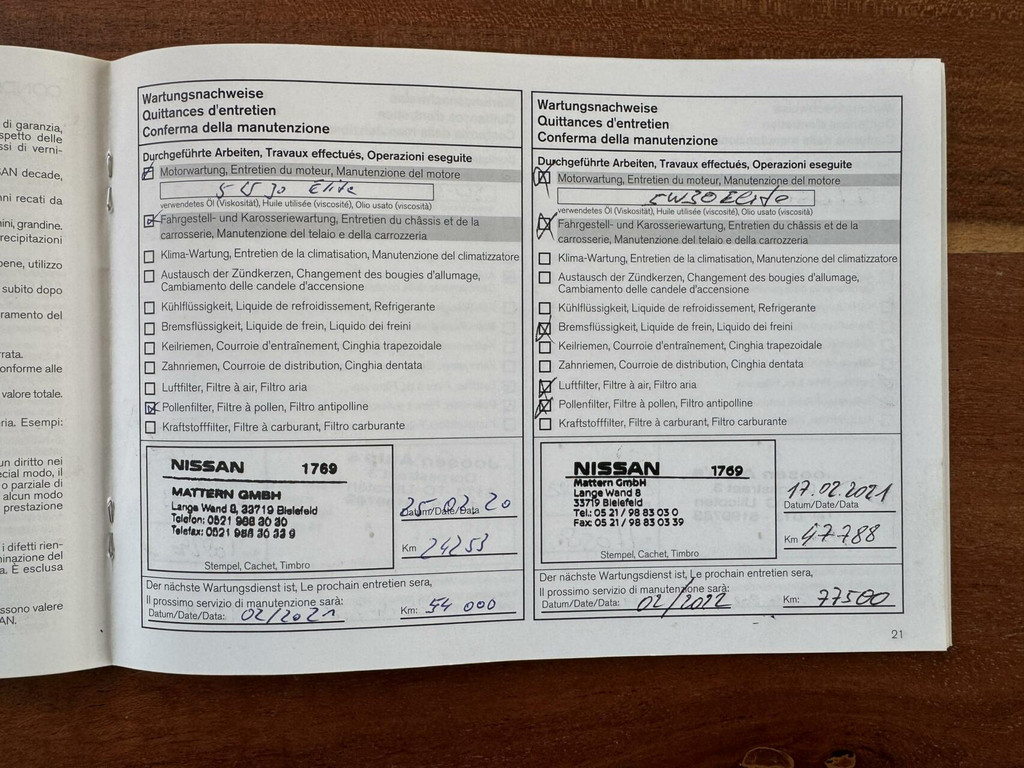 di garanzia,
spetto delle
ssi di verni-
SAN decade,
nni recati da
nini, grandine.
recipitazioni
bene, utilizzo
subito dopo
ramento del
rrata.
onforme alle
valore totale.
ria. Esempi:
un diritto nei
ecial modo, il
o parziale di
alcun modo
prestazione
i difetti rien-
minazione del
a. È esclusa
ssono valere
SAN.
Wartungsnachweise
Quittances d'entretien
Conferma della manutenzione
Durchgeführte Arbeiten, Travaux effectués, Operazioni eseguite
Motorwartung, Entretien du moteur, Manutenzione del motore
Elite
verwendetes Öl (Viskosität), Huile utilisée (viscosité), Olio usato (viscosità)
Fahrgestell- und Karosseriewartung, Entretien du châssis et de la
carrosserie, Manutenzione del telaio e della carrozzeria
Klima-Wartung, Entretien de la climatisation, Manutenzione del climatizzatore
Austausch der Zündkerzen, Changement des bougies d'allumage,
Cambiamento delle candele d'accensione
Kühlflüssigkeit, Liquide de refroidissement, Refrigerante
Bremsflüssigkeit, Liquide de frein, Liquido dei freini
Keilriemen, Courroie d'entraînement, Cinghia trapezoidale
Zahnriemen, Courroie de distribution, Cinghia dentata
Luftfilter, Filtre à air, Filtro aria
Pollenfilter, Filtre à pollen, Filtro antipolline
Kraftstofffilter, Filtre à carburant, Filtro carburante
NISSAN 1769
MATTERN GMBH
Lange Wand 8, 33719 Bielefeld
Telefon: 0521 988 30 30
Telefax: 0521 988 30 33 9
Stempel, Cachet, Timbro
25.02.20
Datum/Date/Data
Km 24253
Der nächste Wartungsdienst ist, Le prochain entretien sera,
Il prossimo servizio di manutenzione sarà:
Datum/Date/Data: 02/2021 Km: 54 000
Wartungsnachweise
Quittances d'entretien
Conferma della manutenzione
Durchgeführte Arbeiten, Travaux effectués, Operazioni eseguite
Motorwartung, Entretien du moteur, Manutenzione del motore
5W30 Elite
verwendetes Öl (Viskosität), Huile utilisée (viscosité), Olio usato (viscosità)
Fahrgestell- und Karosseriewartung, Entretien du châssis et de la
carrosserie, Manutenzione del telaio e della carrozzeria
Klima-Wartung, Entretien de la climatisation, Manutenzione del climatizzatore
Austausch der Zündkerzen, Changement des bougies d'allumage,
Cambiamento delle candele d'accensione
Kühlflüssigkeit, Liquide de refroidissement, Refrigerante
Bremsflüssigkeit, Liquide de frein, Liquido dei freini
Keilriemen, Courroie d'entraînement, Cinghia trapezoidale
Zahnriemen, Courroie de distribution, Cinghia dentata
Luftfilter, Filtre à air, Filtro aria
Pollenfilter, Filtre à pollen, Filtro antipolline
Kraftstofffilter, Filtre à carburant, Filtro carburante
NISSAN 1769
Mattern GmbH
Lange Wand 8
33719 Bielefeld
Tel.: 05 21 / 98 83 03 0
Fax: 05 21 / 98 83 03 39
Stempel, Cachet, Timbro
17.02.2021
Datum/Date/Data
Km 47788
Der nächste Wartungsdienst ist, Le prochain entretien sera,
Il prossimo servizio di manutenzione sarà:
Datum/Date/Data: 02/2022 Km: 77500
21